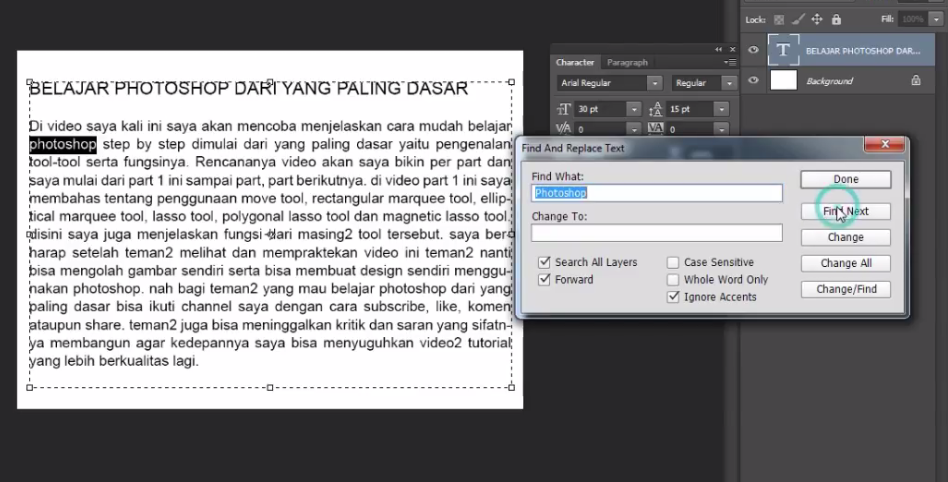 Lock:
Fill: 100%
BELAJAR PHOTOSHOP DAR...
Background
Character Paragraph
Arial Regular Regular
30 pt 15 pt
0 0
BELAJAR PHOTOSHOP DARI YANG PALING DASAR
Di video saya kali ini saya akan mencoba menjelaskan cara mudah belajar
photoshop step by step dimulai dari yang paling dasar yaitu pengenalan
tool-tool serta fungsinya. Rencananya video akan saya bikin per part dan
saya mulai dari part 1 ini sampai part, part berikutnya. di video part 1 ini saya
membahas tentang penggunaan move tool, rectangular marquee tool, ellip-
tical marquee tool, lasso tool, polygonal lasso tool dan magnetic lasso tool.
disini saya juga menjelaskan fungsi dari masing2 tool tersebut. saya ber-
harap setelah teman2 melihat dan mempraktekan video ini teman2 nanti
bisa mengolah gambar sendiri serta bisa membuat design sendiri menggu-
nakan photoshop. nah bagi teman2 yang mau belajar photoshop dari yang
paling dasar bisa ikuti channel saya dengan cara subscribe, like, komen
ataupun share. teman2 juga bisa meninggalkan kritik dan saran yang sifatn-
ya membangun agar kedepannya saya bisa menyuguhkan video2 tutorial
yang lebih berkualitas lagi.
Find And Replace Text
Find What:
Photoshop
Change To:
Search All Layers
Forward
Case Sensitive
Whole Word Only
Ignore Accents
Done
Find Next
Change
Change All
Change/Find